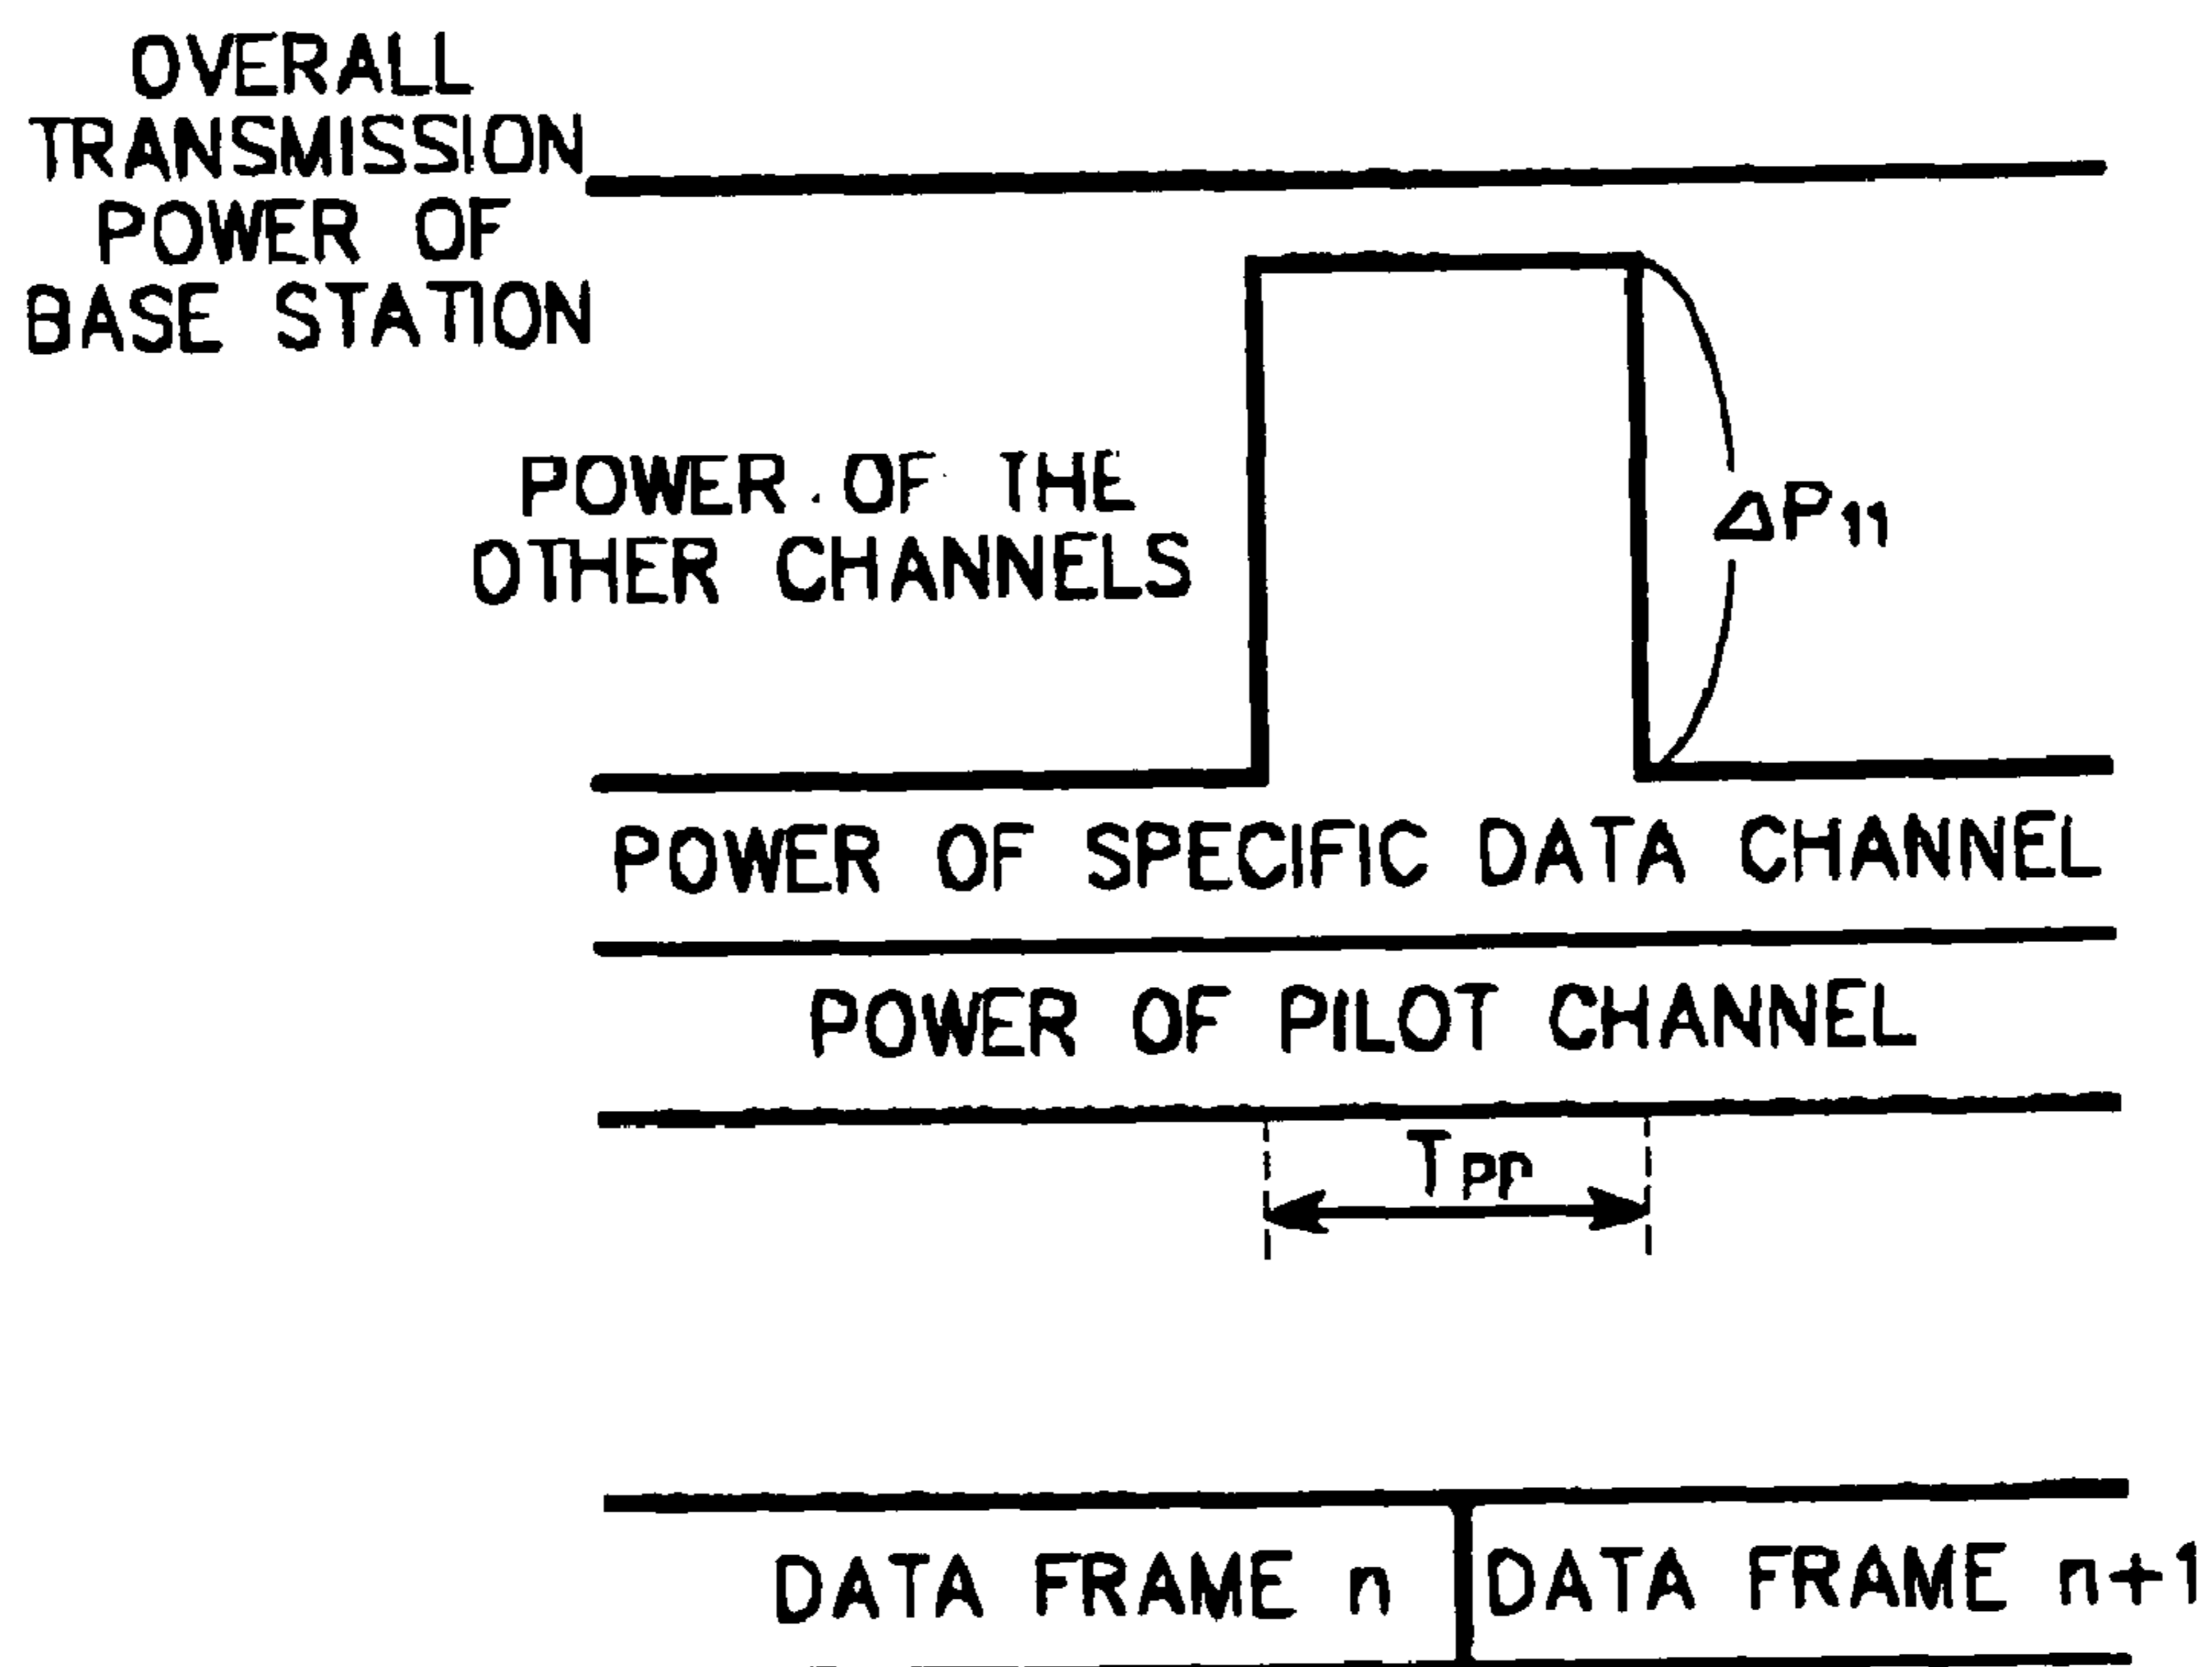 OVERALL
TRANSMISSION
POWER OF
BASE STATION
POWER OF THE
OTHER CHANNELS
ΔP11
POWER OF SPECIFIC DATA CHANNEL
POWER OF PILOT CHANNEL
Tpr
DATA FRAME n
DATA FRAME n+1